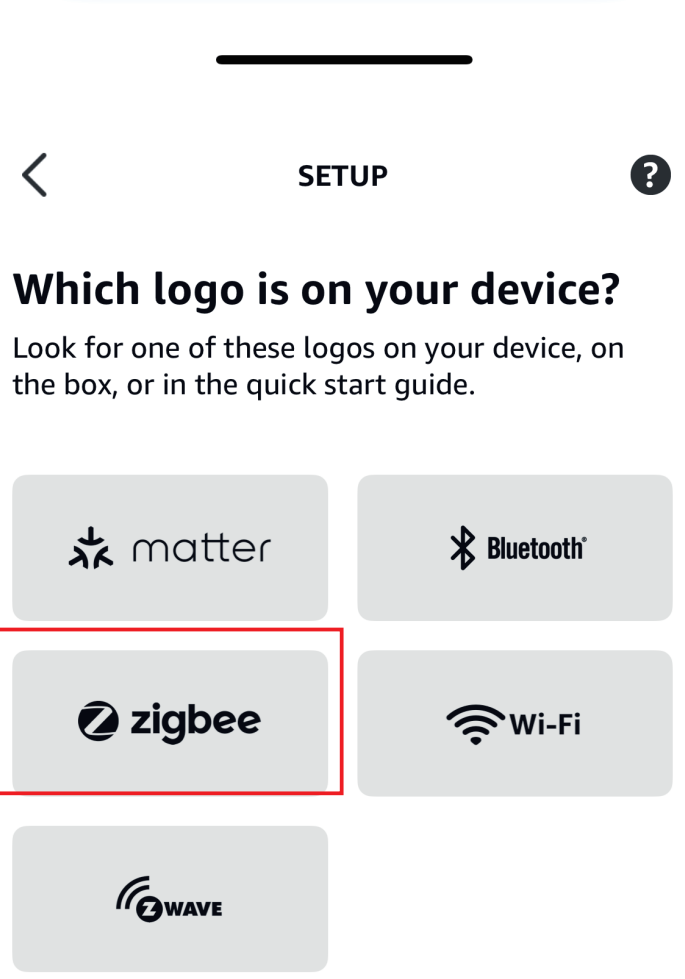 SETUP
?
Which logo is on your device?
Look for one of these logos on your device, on
the box, or in the quick start guide.
matter
Bluetooth®
zigbee
Wi-Fi
Z WAVE